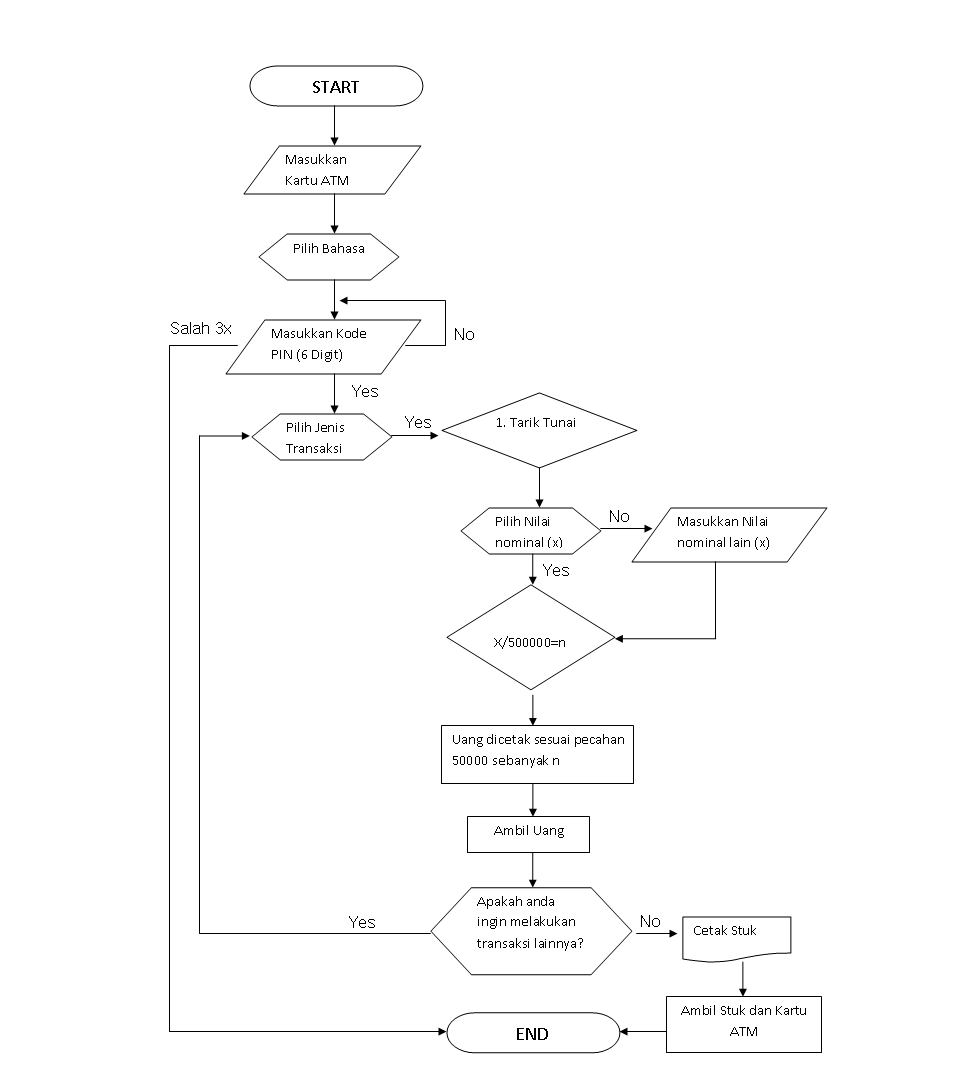 START
Masukkan
Kartu ATM
Pilih Bahasa
Salah 3x
Masukkan Kode
PIN (6 Digit)
No
Yes
Pilih Jenis
Transaksi
Yes
1. Tarik Tunai
Pilih Nilai
nominal (x)
No
Masukkan Nilai
nominal lain (x)
Yes
X/500000=n
Uang dicetak sesuai pecahan
50000 sebanyak n
Ambil Uang
Apakah anda
ingin melakukan
transaksi lainnya?
Yes
No
Cetak Stuk
Ambil Stuk dan Kartu
ATM
END